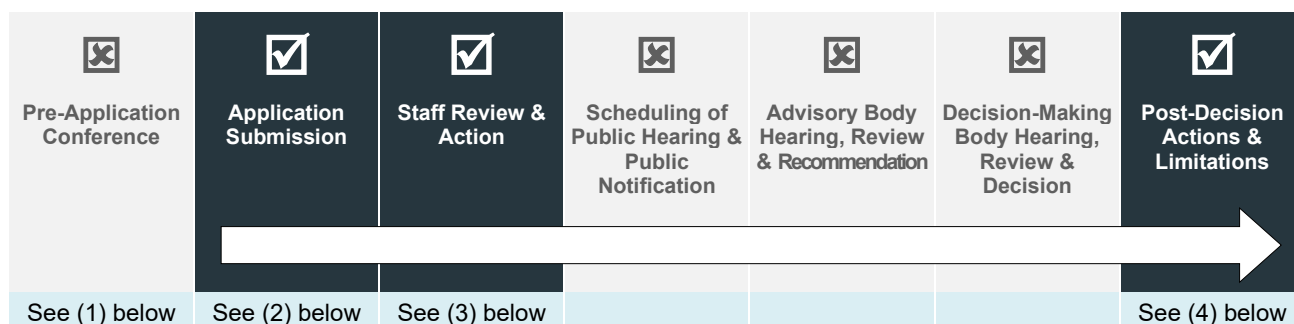 Pre-Application
Conference
Application
Submission
Staff Review &
Action
Scheduling of
Public Hearing &
Public
Notification
Advisory Body
Hearing, Review
& Recommendation
Decision-Making
Body Hearing,
Review &
Decision
Post-Decision
Actions &
Limitations
See (1) below
See (2) below
See (3) below
See (4) below